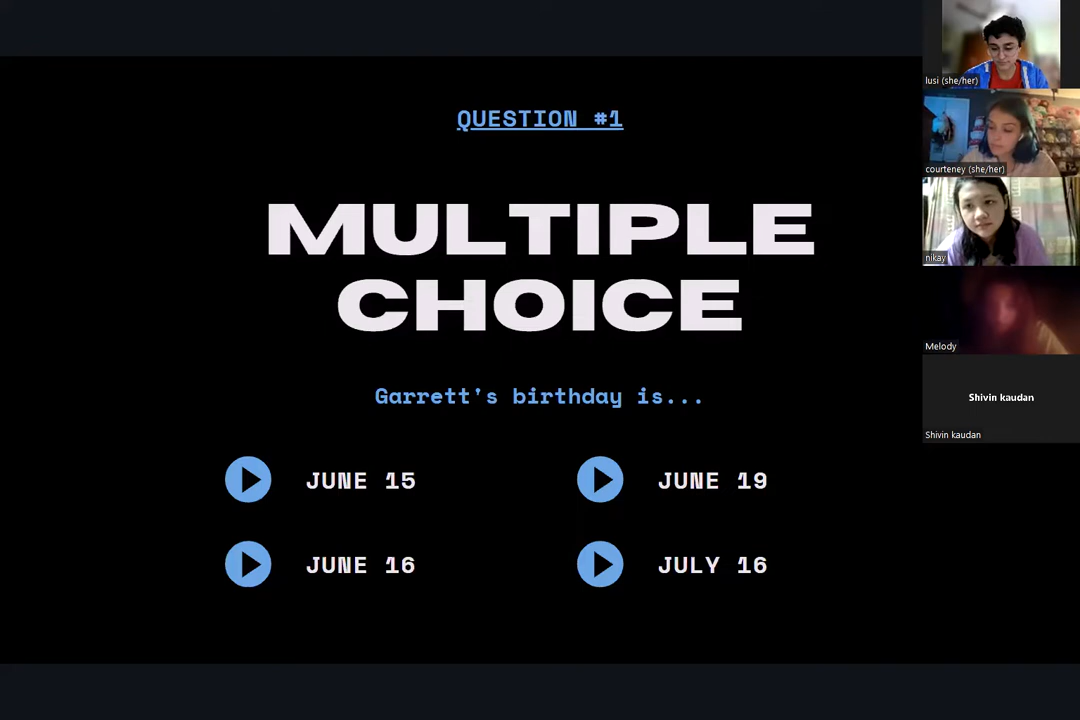 QUESTION #1
MULTIPLE
CHOICE
Garrett's birthday is...
JUNE 15
JUNE 19
JUNE 16
JULY 16
lusi (she/her)
courteney (she/her)
nikay
Melody
Shivin kaudan
Shivin kaudan